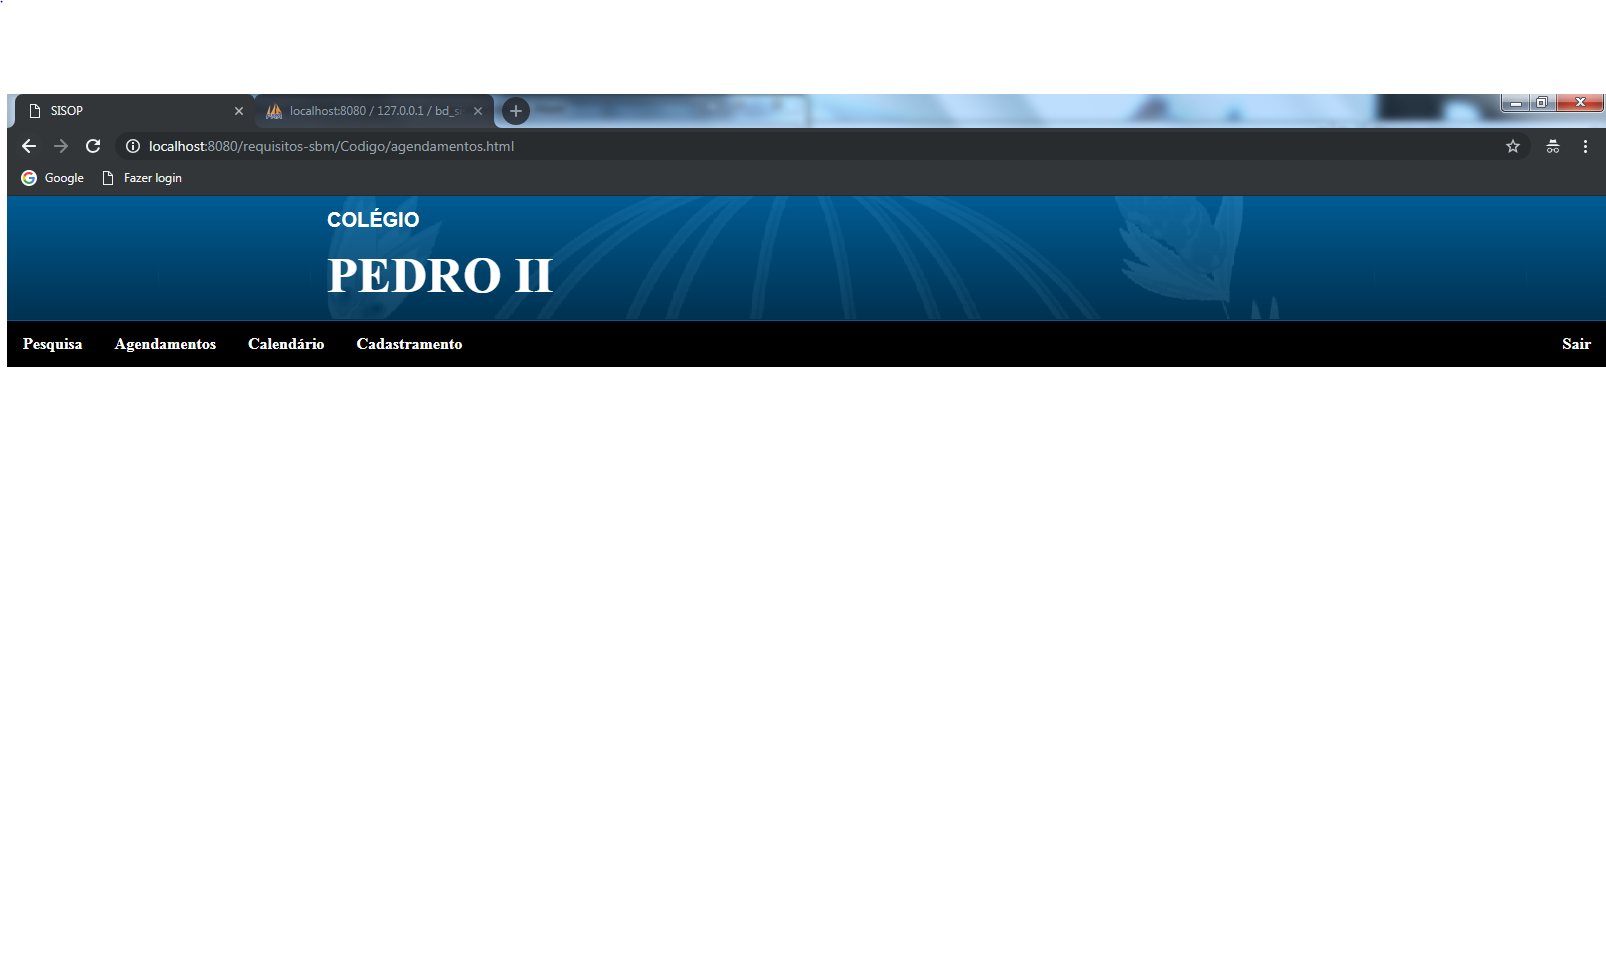 SISOP
localhost:8080 / 127.0.0.1 / bd_s
localhost:8080/requisitos-sbm/Codigo/agendamentos.html
Google Fazer login
COLÉGIO
PEDRO II
Pesquisa Agendamentos Calendário Cadastramento Sair